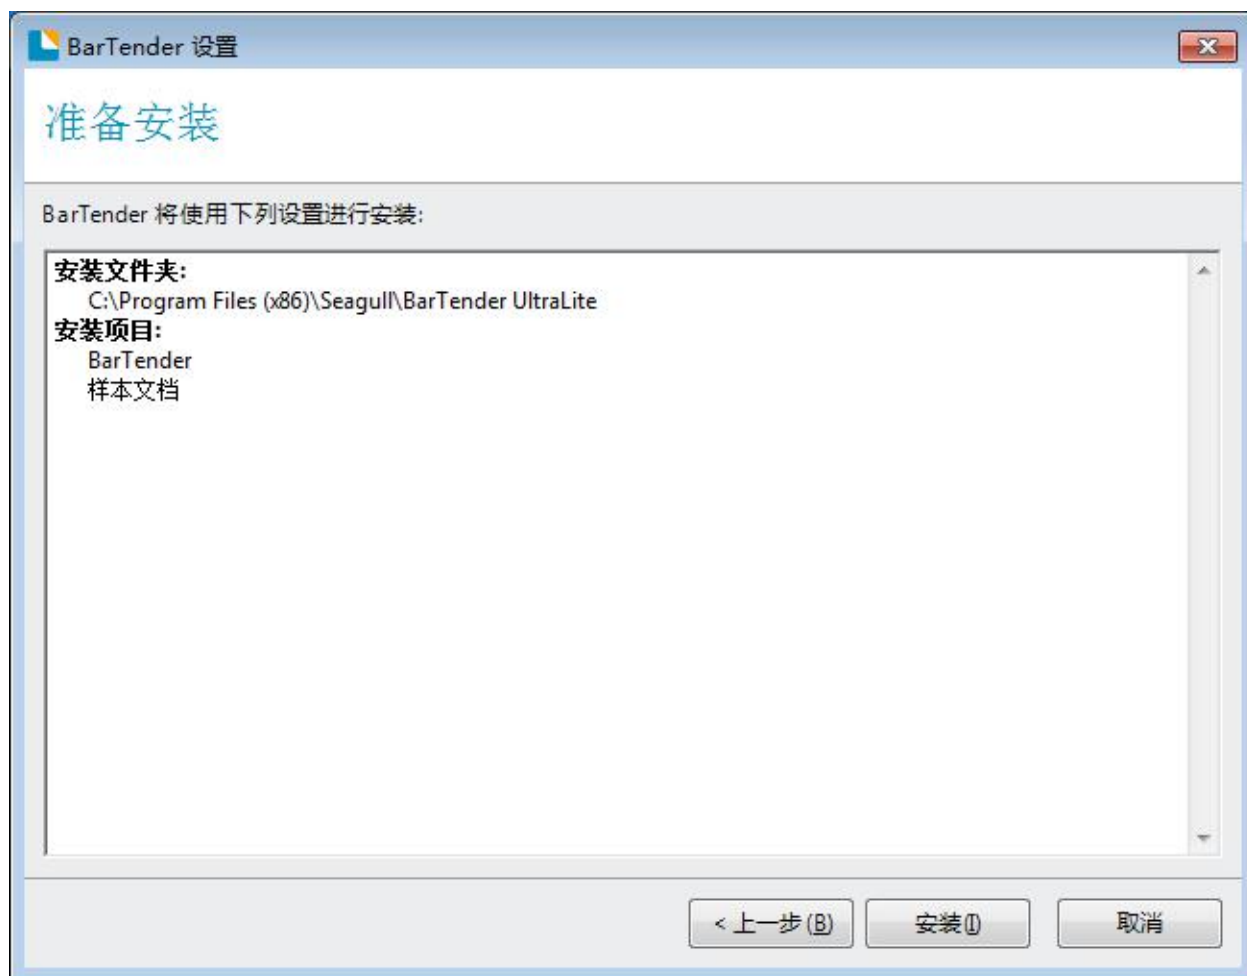 BarTender 设置
准备安装
BarTender 将使用下列设置进行安装:
安装文件夹:
C:\Program Files (x86)\Seagull\BarTender UltraLite
安装项目:
BarTender
样本文档
< 上一步(B) 安装(I) 取消